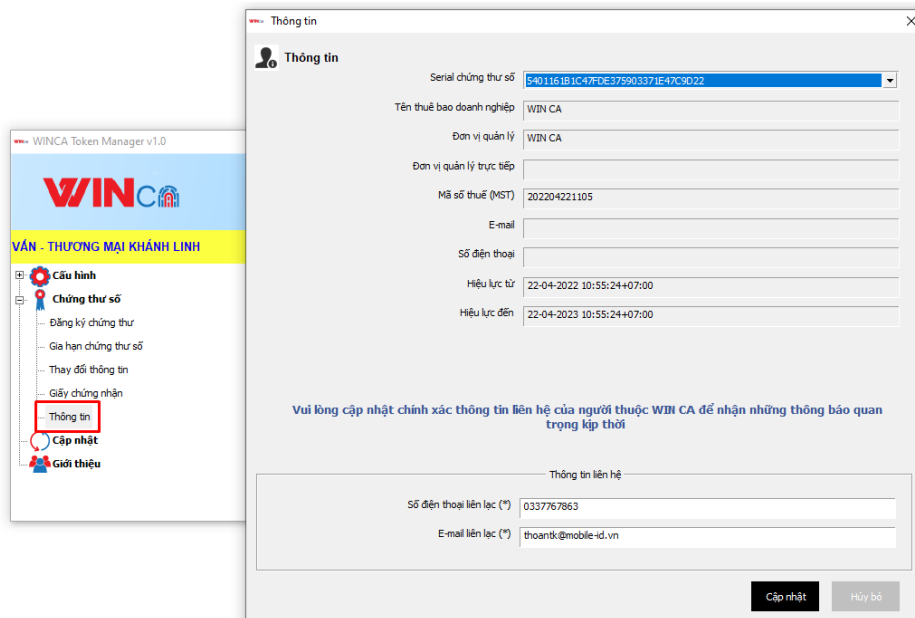 WINCA Token Manager v1.0
WINCA
VẤN - THƯƠNG MẠI KHÁNH LINH
Cấu hình
Chứng thư số
Đăng ký chứng thư
Gia hạn chứng thư số
Thay đổi thông tin
Giấy chứng nhận
Thông tin
Cập nhật
Giới thiệu
Thông tin
Thông tin
Serial chứng thư số 5401161B1C47FDE375903371E47C9D22
Tên thuê bao doanh nghiệp WIN CA
Đơn vị quản lý WIN CA
Đơn vị quản lý trực tiếp
Mã số thuế (MST) 202204221105
E-mail
Số điện thoại
Hiệu lực từ 22-04-2022 10:55:24+07:00
Hiệu lực đến 22-04-2023 10:55:24+07:00
Vui lòng cập nhật chính xác thông tin liên hệ của người thuộc WIN CA để nhận những thông báo quan
trọng kịp thời
Thông tin liên hệ
Số điện thoại liên lạc (*) 0337767863
E-mail liên lạc (*) thoantk@mobile-id.vn
Cập nhật Hủy bỏ